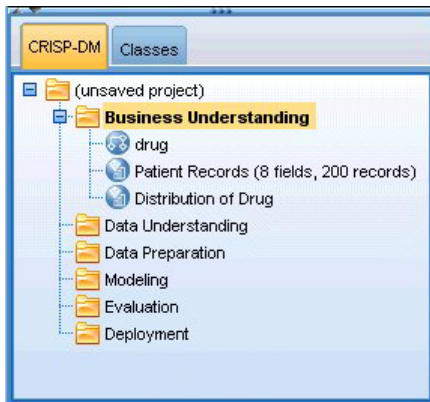 CRISP-DM Classes
(unsaved project)
Business Understanding
drug
Patient Records (8 fields, 200 records)
Distribution of Drug
Data Understanding
Data Preparation
Modeling
Evaluation
Deployment